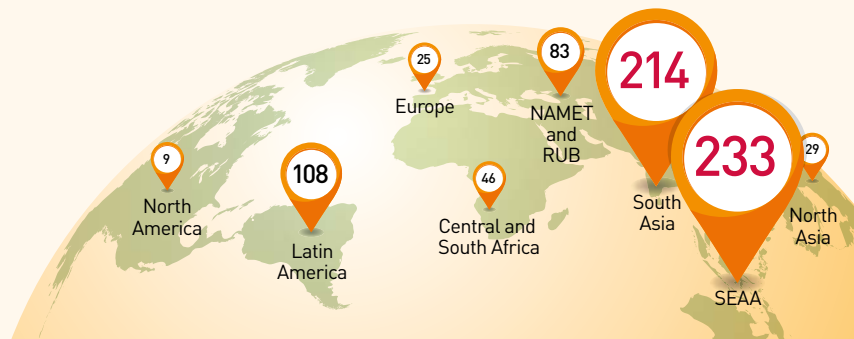 9
North
America
108
Latin
America
25
Europe
46
Central and
South Africa
83
NAMET
and
RUB
214
South
Asia
233
SEAA
29
North
Asia